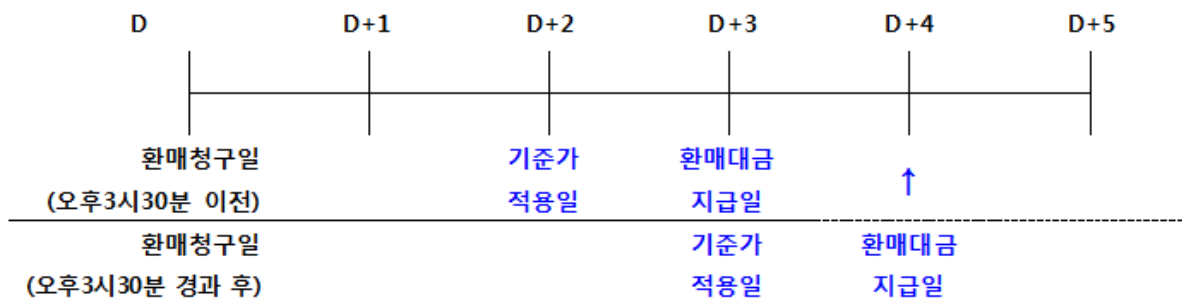 D D+1 D+2 D+3 D+4 D+5
환매청구일 기준가 환매대금
↑
(오후3시30분 이전) 적용일 지급일
환매청구일 기준가 환매대금
(오후3시30분 경과 후) 적용일 지급일